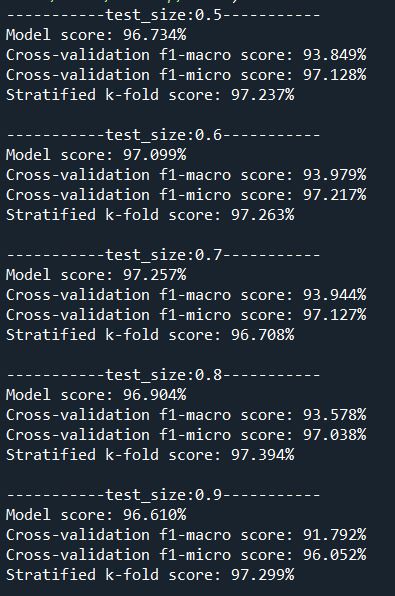 -----------test_size:0.5-----------
Model score: 96.734%
Cross-validation f1-macro score: 93.849%
Cross-validation f1-micro score: 97.128%
Stratified k-fold score: 97.237%
-----------test_size:0.6-----------
Model score: 97.099%
Cross-validation f1-macro score: 93.979%
Cross-validation f1-micro score: 97.217%
Stratified k-fold score: 97.263%
-----------test_size:0.7-----------
Model score: 97.257%
Cross-validation f1-macro score: 93.944%
Cross-validation f1-micro score: 97.127%
Stratified k-fold score: 96.708%
-----------test_size:0.8-----------
Model score: 96.904%
Cross-validation f1-macro score: 93.578%
Cross-validation f1-micro score: 97.038%
Stratified k-fold score: 97.394%
-----------test_size:0.9-----------
Model score: 96.610%
Cross-validation f1-macro score: 91.792%
Cross-validation f1-micro score: 96.052%
Stratified k-fold score: 97.299%